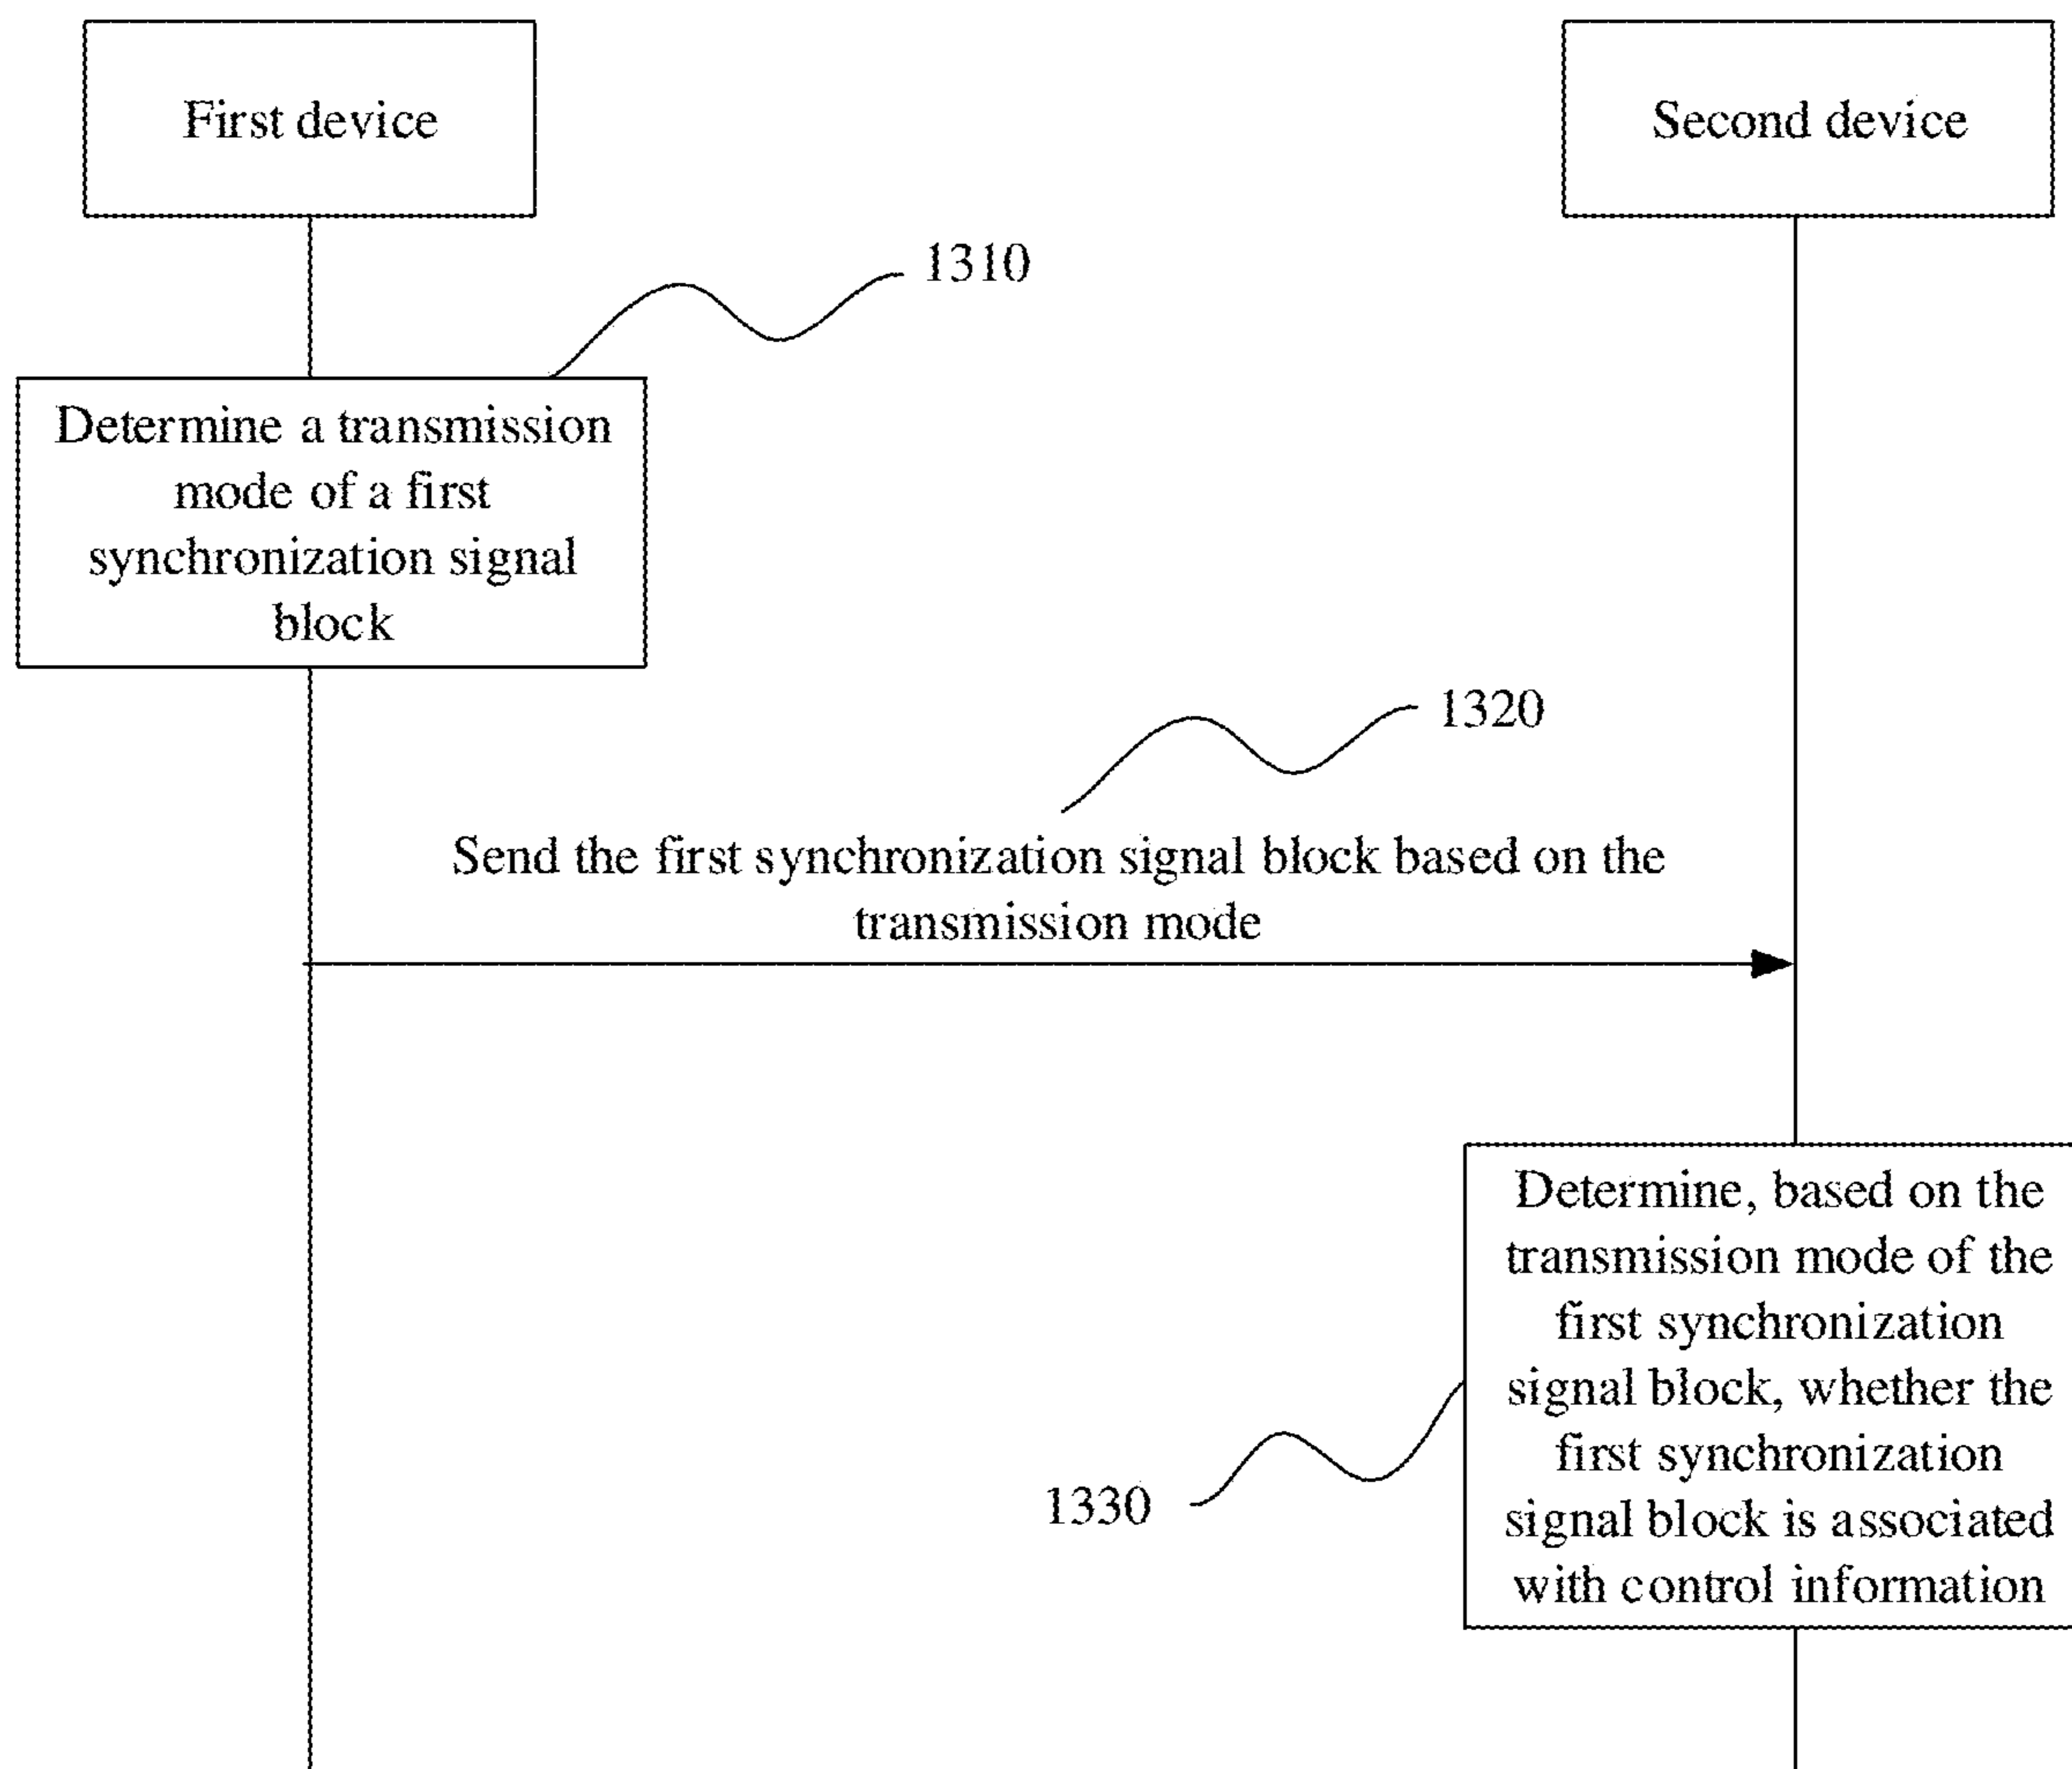 First device
Second device
1310
Determine a transmission
mode of a first
synchronization signal
block
1320
Send the first synchronization signal block based on the
transmission mode
Determine, based on the
transmission mode of the
first synchronization
signal block, whether the
first synchronization
signal block is associated
with control information
1330